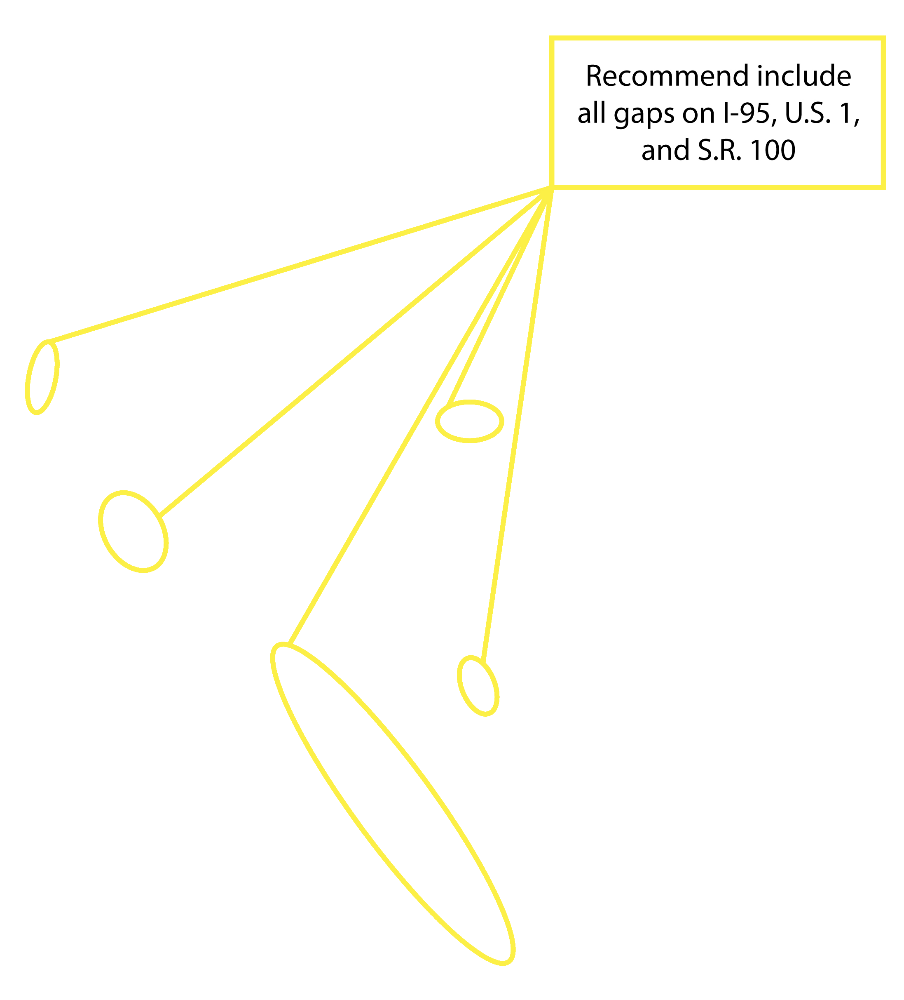 Recommend include
all gaps on I-95, U.S. 1,
and S.R. 100